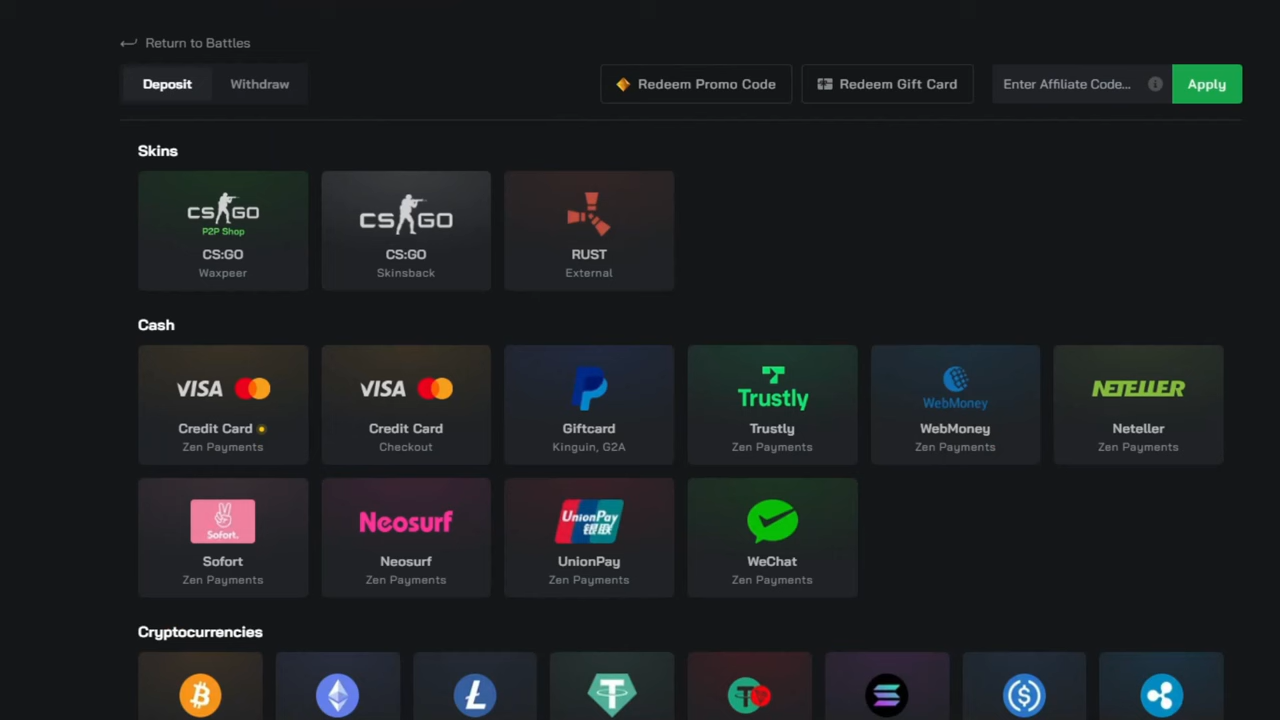 Return to Battles
Deposit
Withdraw
Redeem Promo Code
Redeem Gift Card
Enter Affiliate Code...
Apply
Skins
CS GO
P2P Shop
CS:GO
Waxpeer
CS GO
CS:GO
Skinsback
RUST
External
Cash
VISA
Credit Card
Zen Payments
VISA
Credit Card
Checkout
Giftcard
Kinguin, G2A
Trustly
Trustly
Zen Payments
WebMoney
WebMoney
Zen Payments
NETELLER
Neteller
Zen Payments
Sofort.
Sofort
Zen Payments
Neosurf
Neosurf
Zen Payments
UnionPay
银联
UnionPay
Zen Payments
WeChat
Zen Payments
Cryptocurrencies